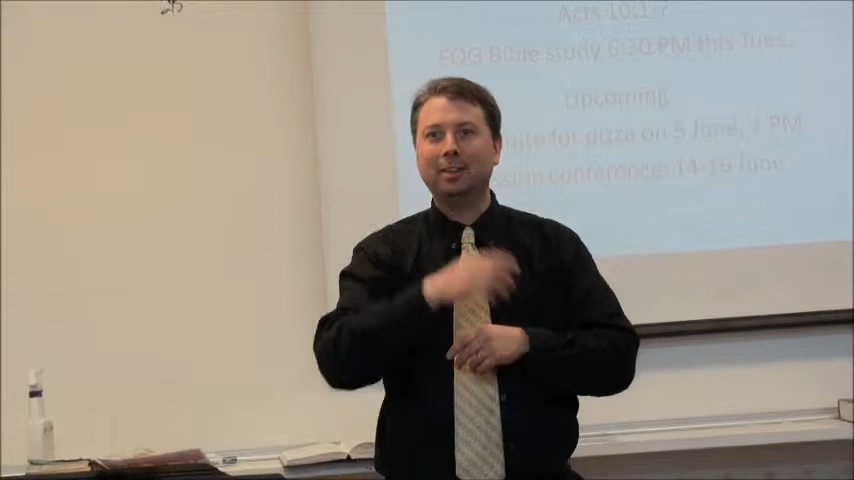 Acts 10:1-?
FOG Bible study 6:30 PM this Tues.
Upcoming
for pizza on 5 June, 7 PM
conference 14-16 June